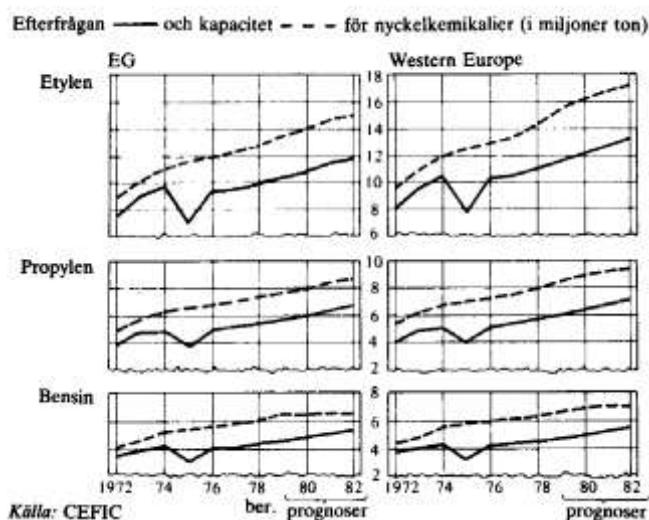 Efterfrågan —— och kapacitet – – – för nyckelkemikalier (i miljoner ton)
EG Western Europe
Etylen 18
16
14
12
10
8
6
Propylen 10
8
6
4
2
Bensin 8
6
4
2
1972 74 76 78 80 82 1972 74 76 78 80 82
ber. prognoser prognoser
Källa: CEFIC